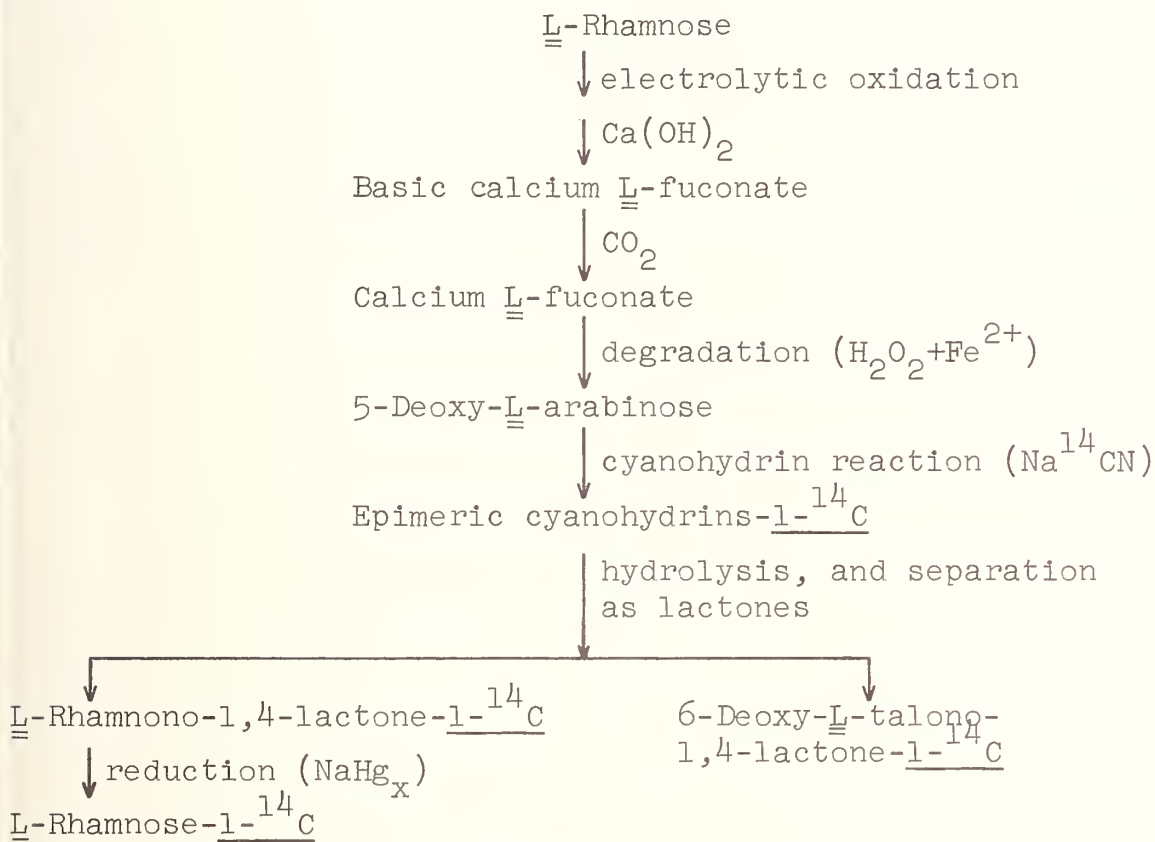 L-Rhamnose
electrolytic oxidation
Ca(OH)₂
Basic calcium L-fuconate
CO₂
Calcium L-fuconate
degradation (H₂O₂+Fe²⁺)
5-Deoxy-L-arabinose
cyanohydrin reaction (Na¹⁴CN)
Epimeric cyanohydrins-1-¹⁴C
hydrolysis, and separation
as lactones
L-Rhamnono-1,4-lactone-1-¹⁴C
6-Deoxy-L-talono-
1,4-lactone-1-¹⁴C
reduction (NaHgₓ)
L-Rhamnose-1-¹⁴C